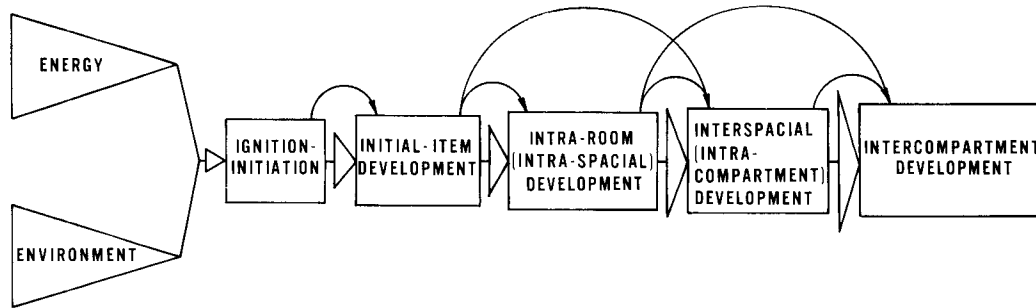 ENERGY
ENVIRONMENT
IGNITION-
INITIATION
INITIAL-ITEM
DEVELOPMENT
INTRA-ROOM
(INTRA-SPACIAL)
DEVELOPMENT
INTERSPACIAL
(INTRA-
COMPARTMENT)
DEVELOPMENT
INTERCOMPARTMENT
DEVELOPMENT